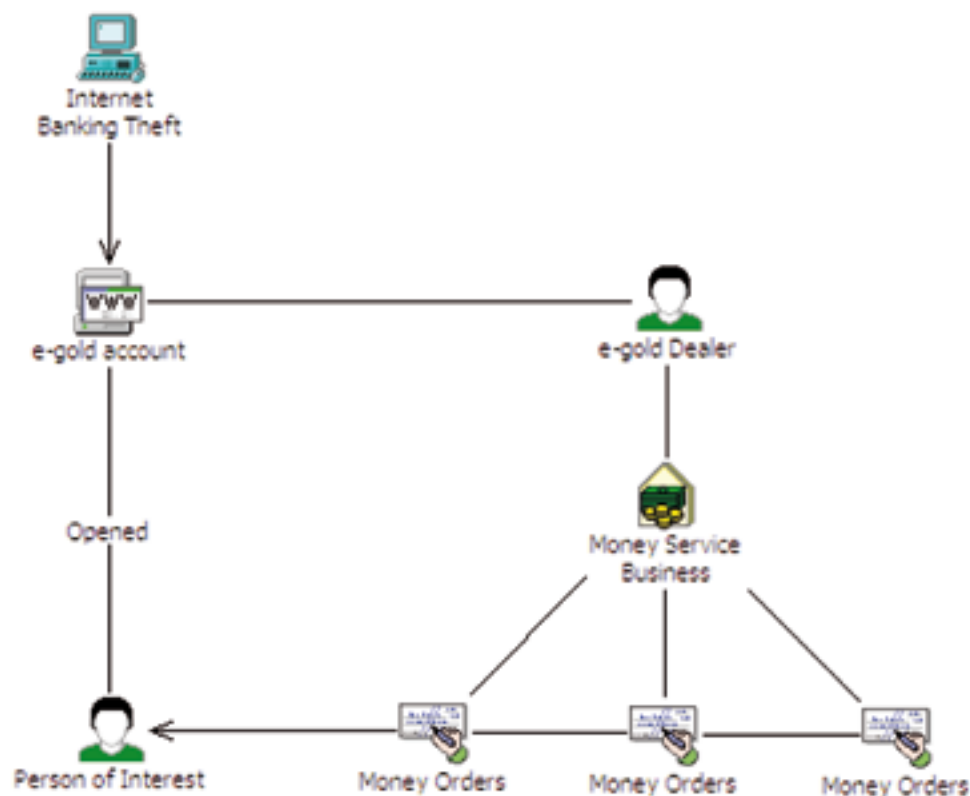 Internet
Banking Theft
www
e-gold account
e-gold Dealer
Money Service
Business
Opened
Person of Interest
Money Orders
Money Orders
Money Orders